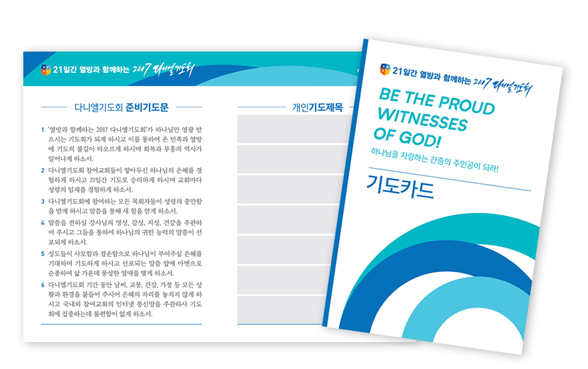 21일간 열방과 함께하는 2007 다니엘기도회
다니엘기도회 준비기도문
1 '열방과 함께하는 2007 다니엘기도회'가 하나님만 영광 받
으시는 기도회가 되게 하시고 이를 통하여 온 민족과 열방
에 기도의 불길이 타오르게 하시며 회복과 부흥의 역사가
일어나게 하소서.
2 다니엘기도회 참여교회들이 쌓아두신 하나님의 은혜를 경
험하게 하시고 21일간 기도로 승리하게 하시며 교회마다
성령의 임재를 경험하게 하소서.
3 다니엘기도회에 참여하는 모든 목회자들이 성령의 충만함
을 받게 하시고 말씀을 통해 새 힘을 얻게 하소서.
4 말씀을 전하실 강사님의 영성, 감성, 지성, 건강을 주관하
여 주시고 그들을 통하여 하나님의 귀한 능력의 말씀이 선
포되게 하소서.
5 성도들이 사모함과 겸손함으로 하나님이 부어주실 은혜를
기대하며 기도하게 하시고 선포되는 말씀 앞에 아멘으로
순종하여 삶 가운데 풍성한 열매를 맺게 하소서.
6 다니엘기도회 기간 동안 날씨, 교통, 건강, 가정 등 모든 상
황과 환경을 붙들어 주시어 은혜의 자리를 놓치지 않게 하
시고 국내외 참여교회의 인터넷 통신망을 주관하사 기도
회에 집중하는데 불편함이 없게 하소서.
개인기도제목
21일간 열방과 함께하는 2007 다니엘기도회
BE THE PROUD
WITNESSES
OF GOD!
하나님을 자랑하는 간증의 주인공이 되라!
기도카드